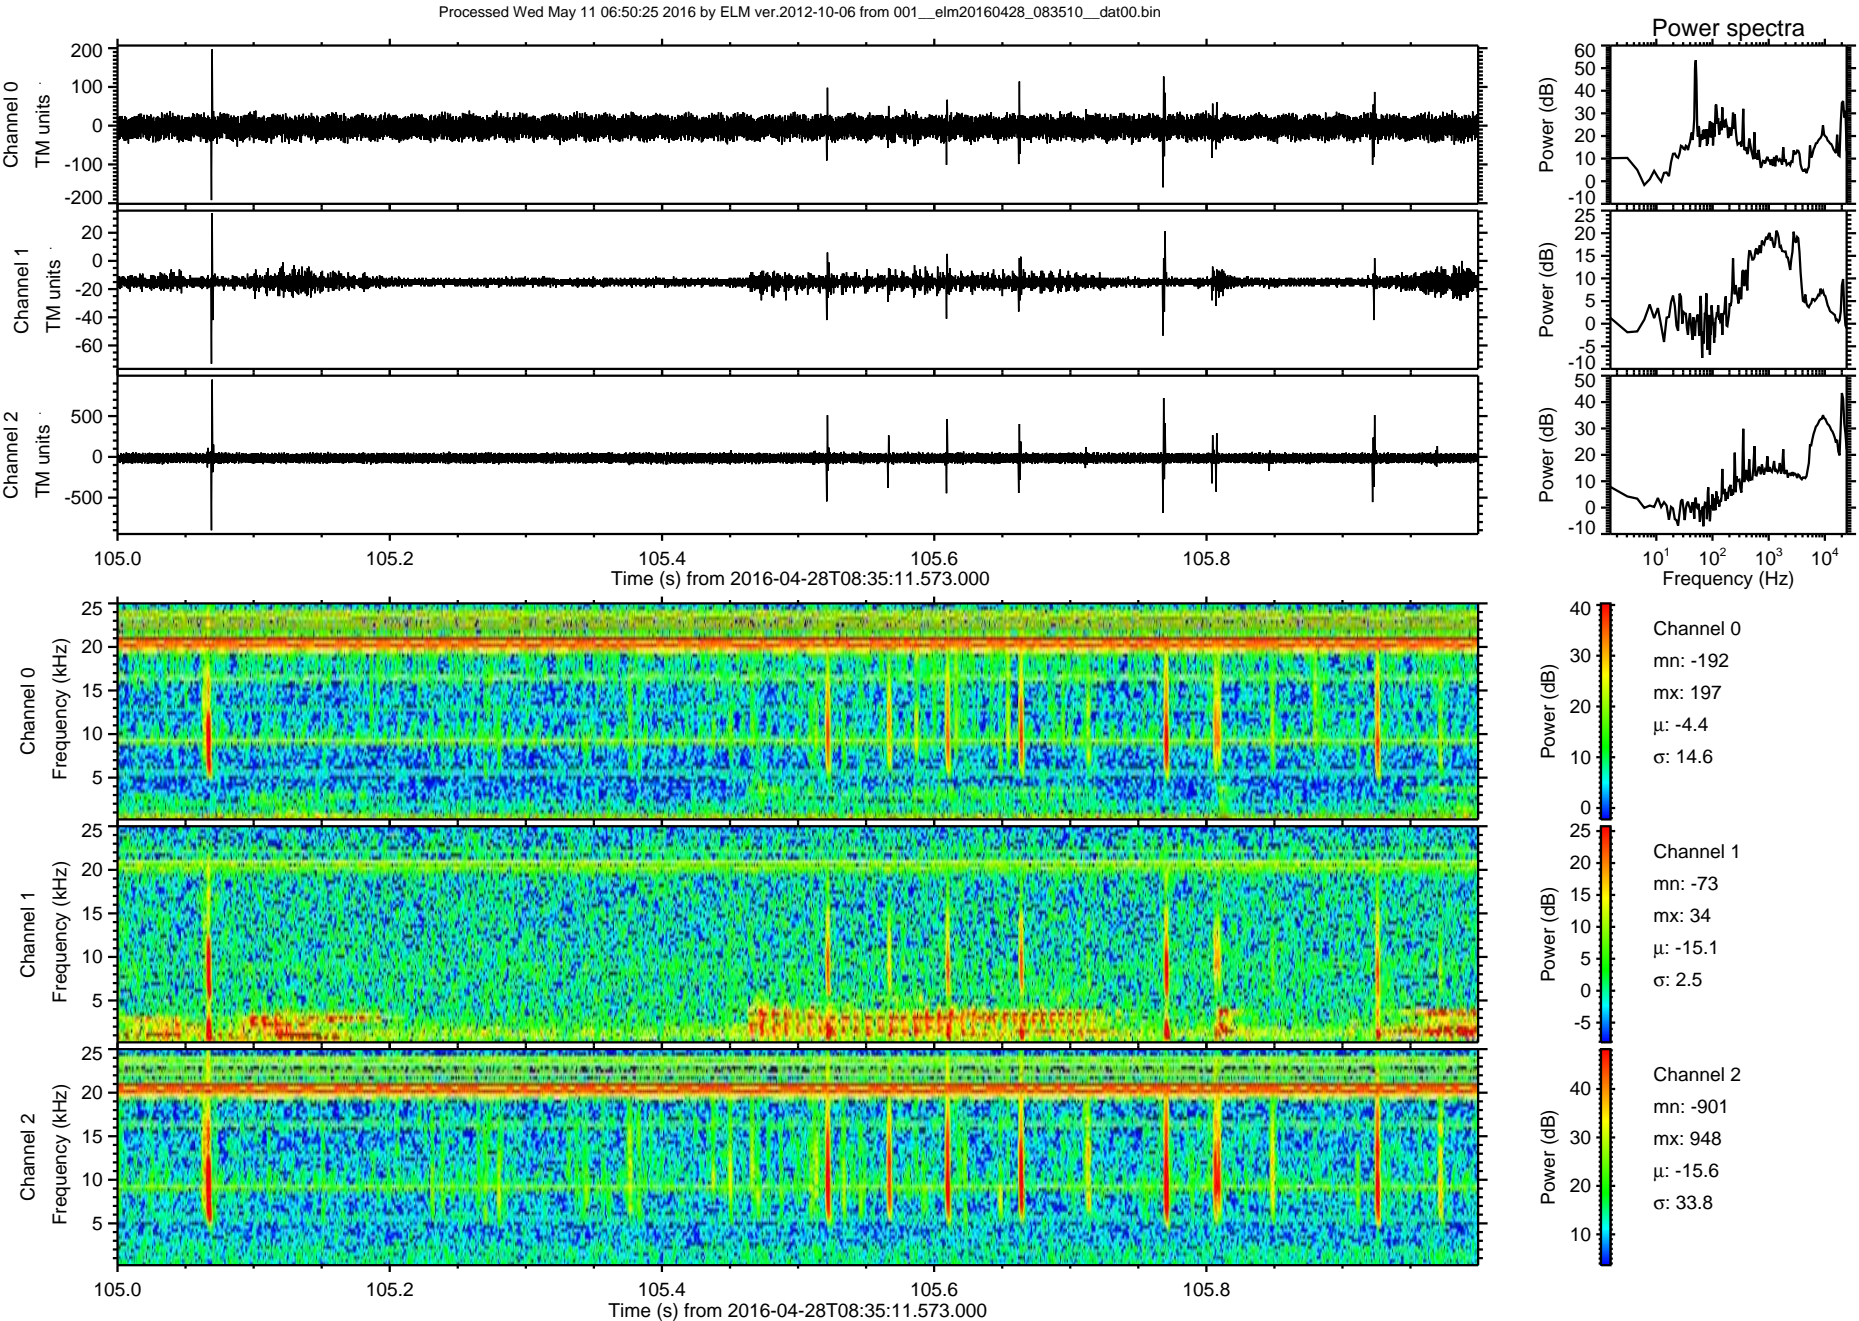 Processed Wed May 11 06:50:25 2016 by ELM ver.2012-10-06 from 001__elm20160428_083510__dat00.bin
Power spectra
Channel 0
TM units
200
100
0
-100
-200
Power (dB)
60
50
40
30
20
10
0
-10
Channel 1
TM units
20
0
-20
-40
-60
Power (dB)
25
20
15
10
5
0
-5
-10
Channel 2
TM units
500
0
-500
Power (dB)
50
40
30
20
10
0
-10
105.0 105.2 105.4 105.6 105.8
Time (s) from 2016-04-28T08:35:11.573.000
10^1 10^2 10^3 10^4
Frequency (Hz)
Channel 0
Frequency (kHz)
25
20
15
10
5
Power (dB)
40
30
20
10
0
Channel 0
mn: -192
mx: 197
μ: -4.4
σ: 14.6
Channel 1
Frequency (kHz)
25
20
15
10
5
Power (dB)
25
20
15
10
5
0
-5
Channel 1
mn: -73
mx: 34
μ: -15.1
σ: 2.5
Channel 2
Frequency (kHz)
25
20
15
10
5
Power (dB)
40
30
20
10
Channel 2
mn: -901
mx: 948
μ: -15.6
σ: 33.8
105.0 105.2 105.4 105.6 105.8
Time (s) from 2016-04-28T08:35:11.573.000